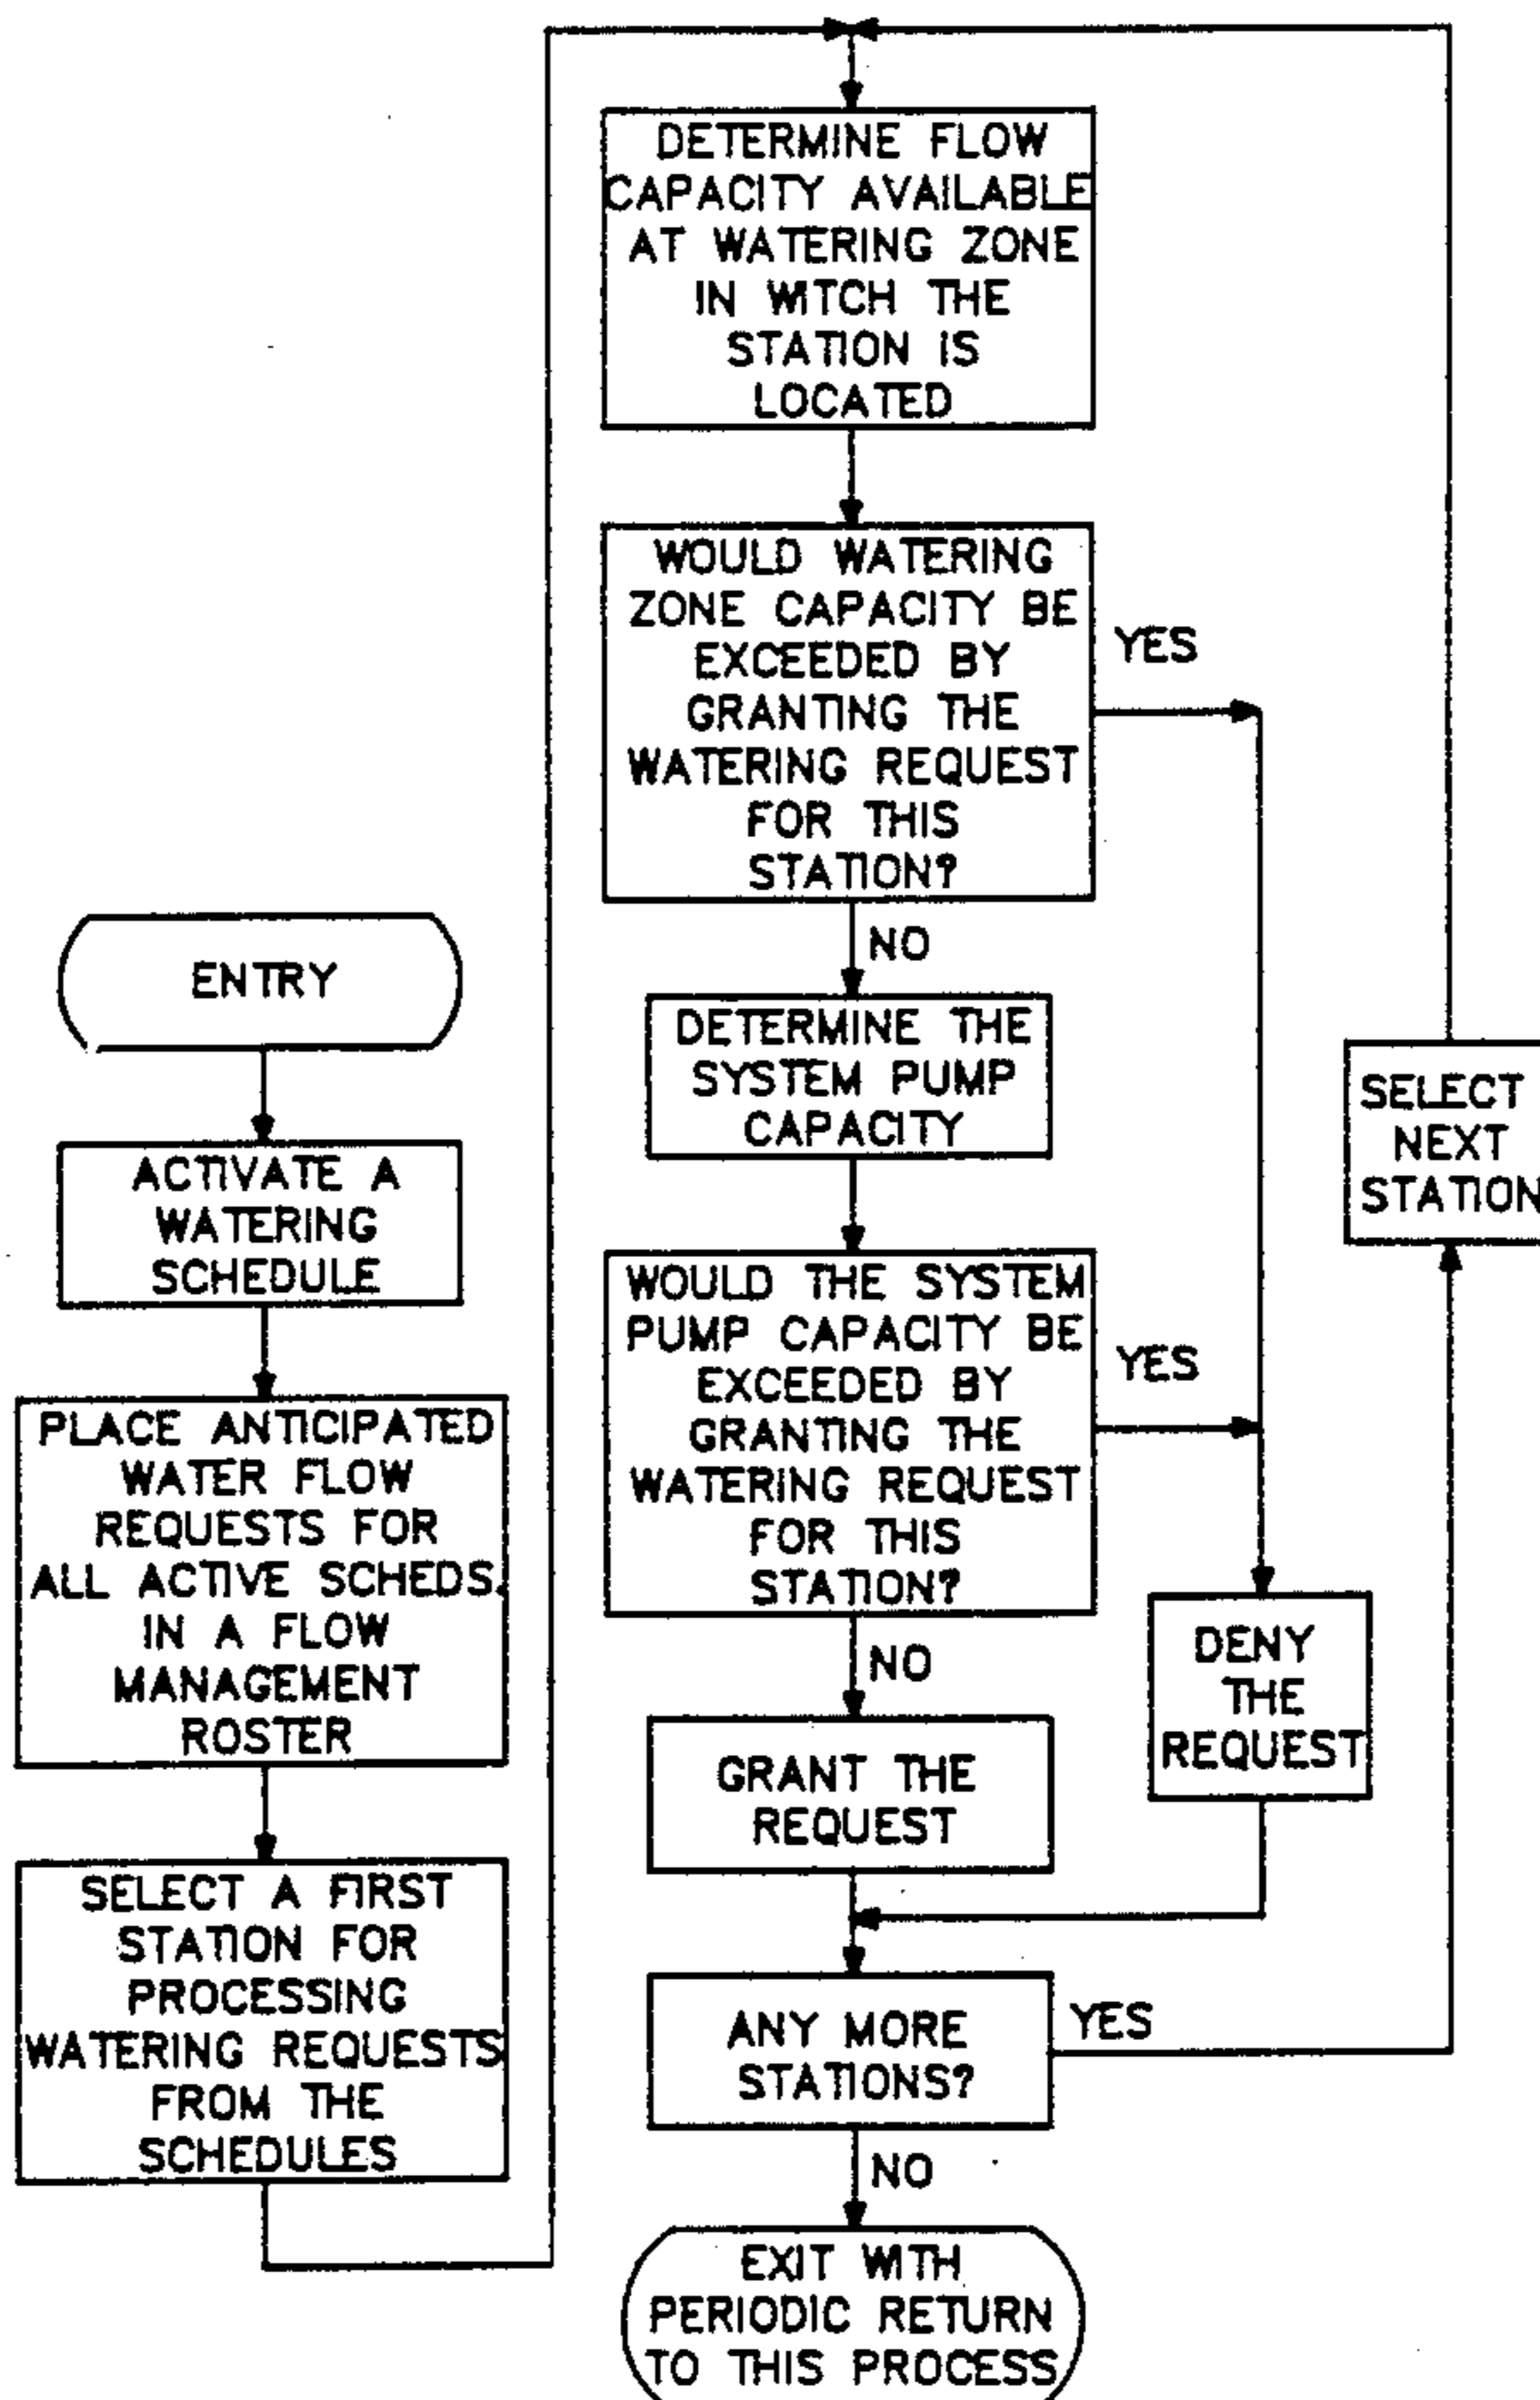 ENTRY
ACTIVATE A
WATERING
SCHEDULE
PLACE ANTICIPATED
WATER FLOW
REQUESTS FOR
ALL ACTIVE SCHEDS.
IN A FLOW
MANAGEMENT
ROSTER
SELECT A FIRST
STATION FOR
PROCESSING
WATERING REQUESTS
FROM THE
SCHEDULES
DETERMINE FLOW
CAPACITY AVAILABLE
AT WATERING ZONE
IN WITCH THE
STATION IS
LOCATED
WOULD WATERING
ZONE CAPACITY BE
EXCEEDED BY
GRANTING THE
WATERING REQUEST
FOR THIS
STATION?
YES
NO
DETERMINE THE
SYSTEM PUMP
CAPACITY
WOULD THE SYSTEM
PUMP CAPACITY BE
EXCEEDED BY
GRANTING THE
WATERING REQUEST
FOR THIS
STATION?
YES
NO
GRANT THE
REQUEST
DENY
THE
REQUEST
ANY MORE
STATIONS?
YES
NO
SELECT
NEXT
STATION
EXIT WITH
PERIODIC RETURN
TO THIS PROCESS